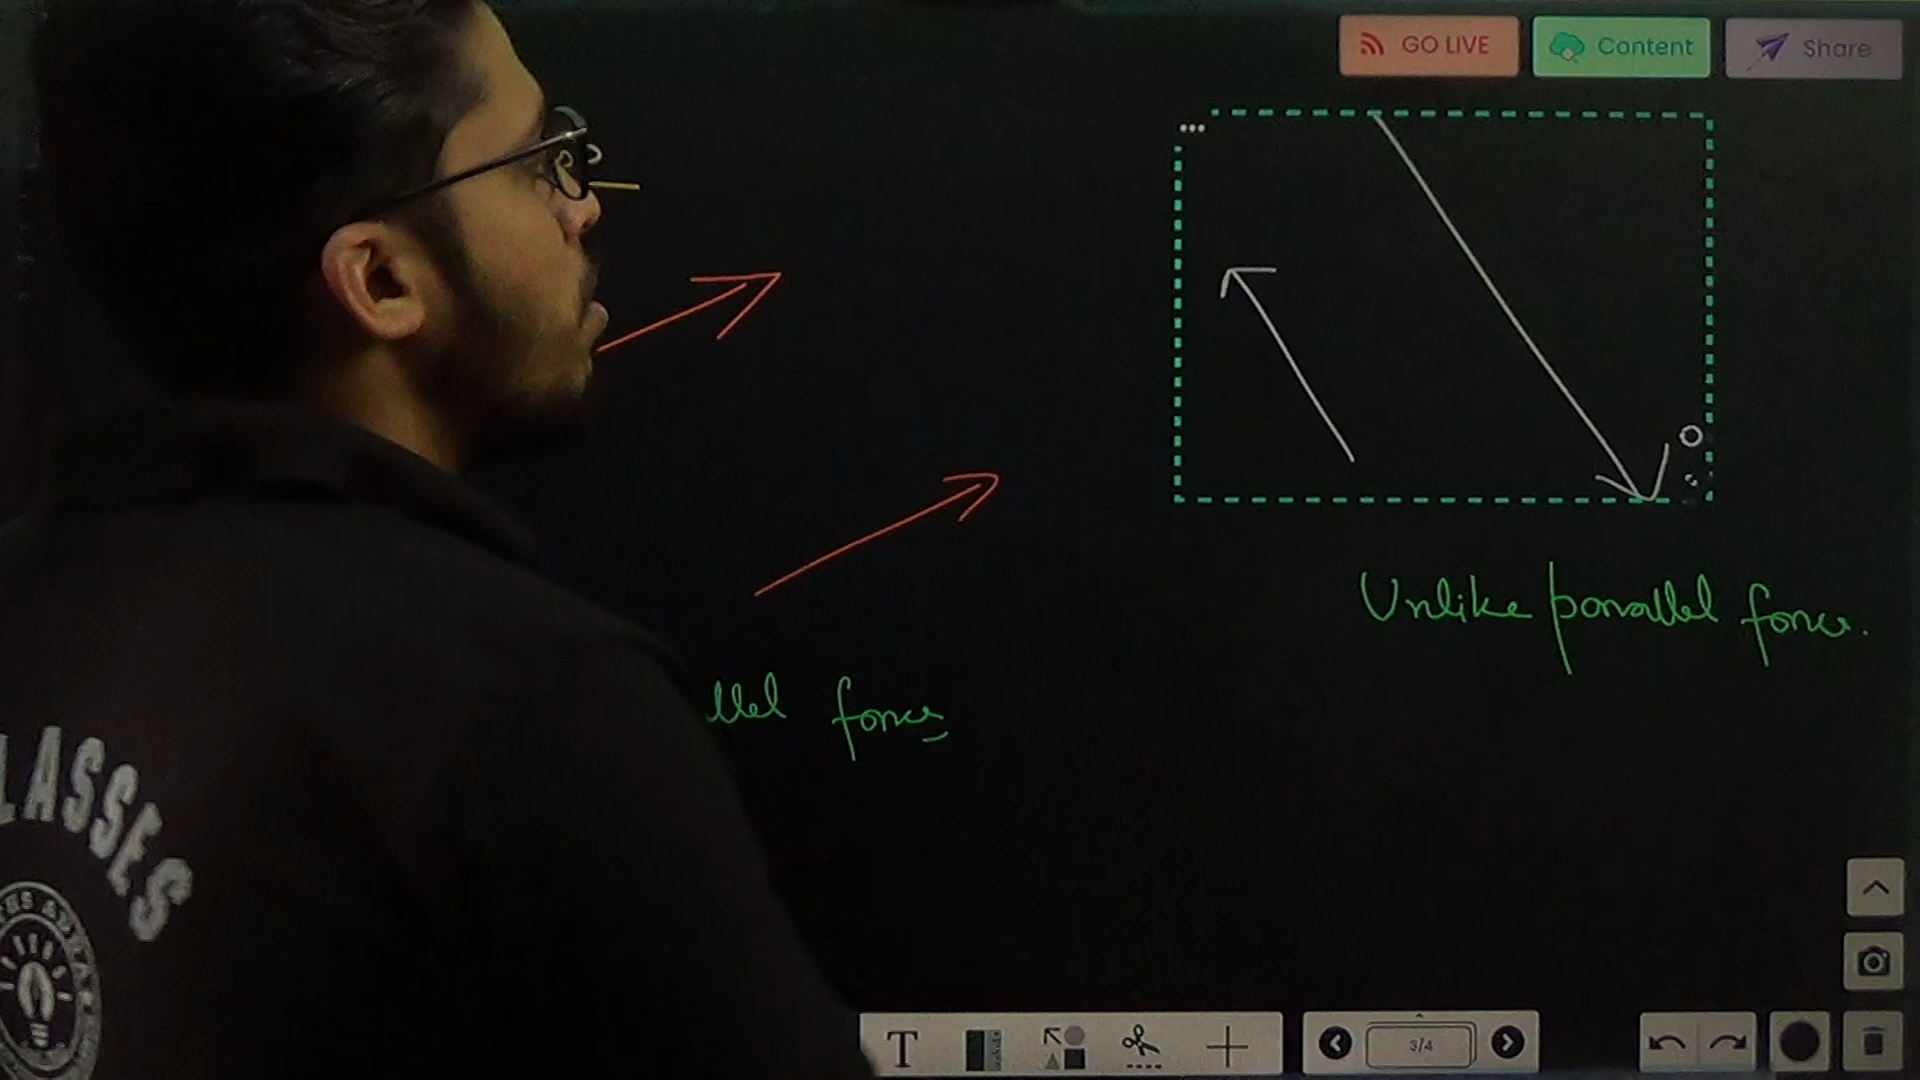 GO LIVE
Content
Share
Unlike parallel force.
llel force
LASSES
T
3/4